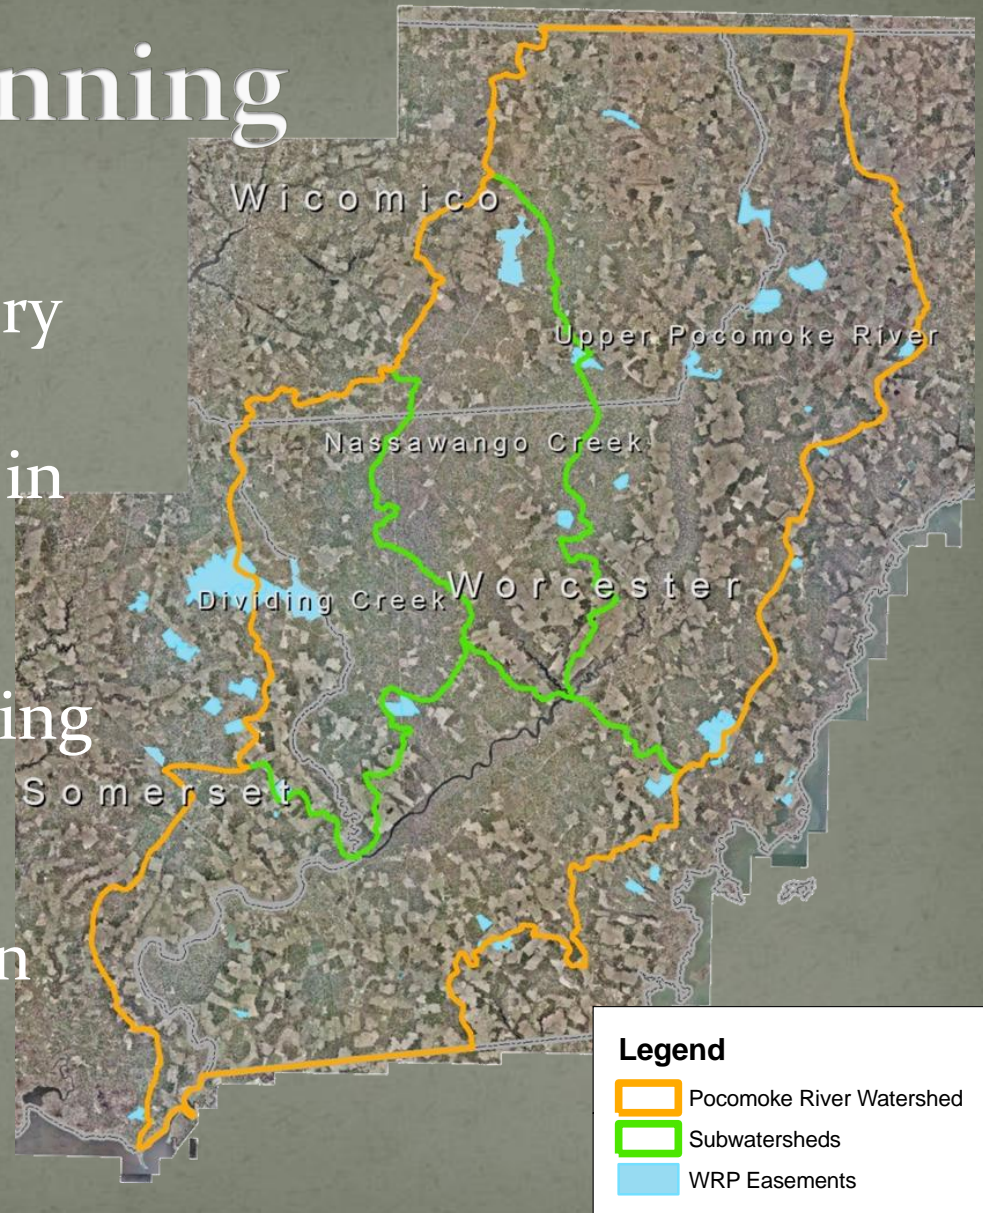 nning
Wicomico
ry
Upper Pocomoke River
Nassawango Creek
in
Worcester
Dividing Creek
ing
Somerset
n
Legend
Pocomoke River Watershed
Subwatersheds
WRP Easements